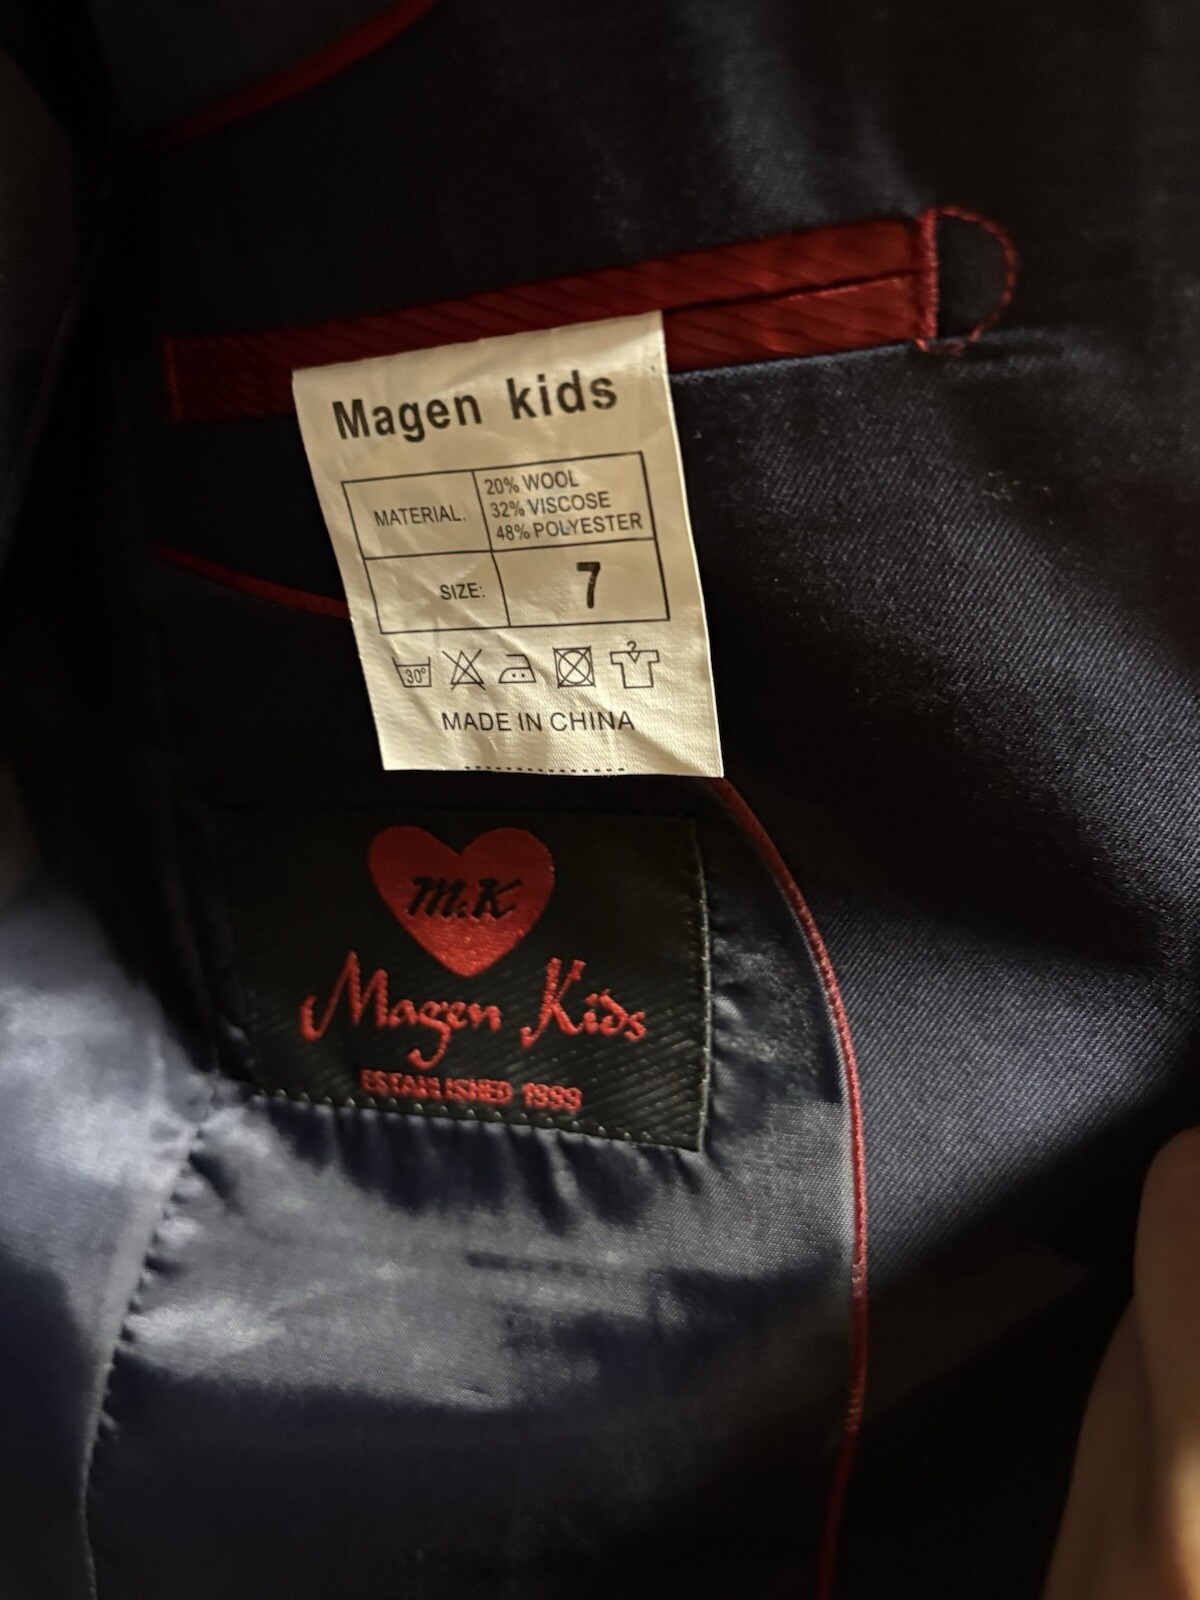 Magen kids
MATERIAL. 20% WOOL
32% VISCOSE
48% POLYESTER
SIZE: 7
30°
MADE IN CHINA
M.K
Magen Kids
ESTABLISHED 1999